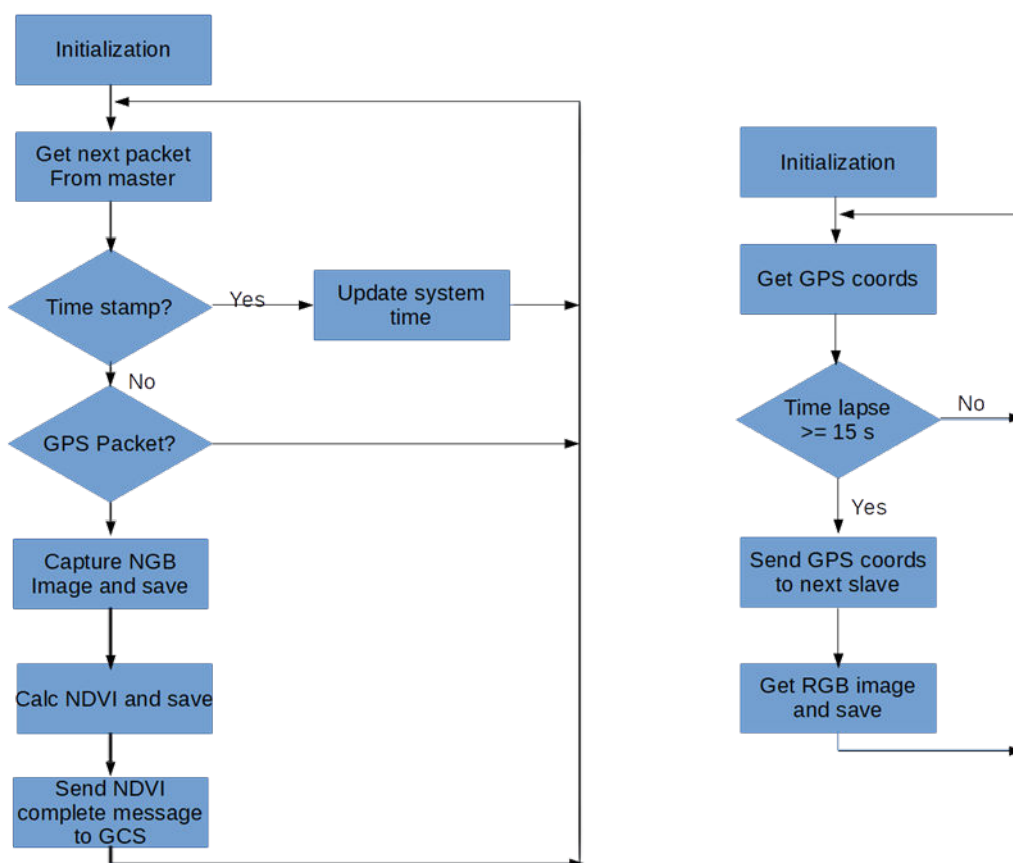 Initialization
Get next packet
From master
Time stamp?
Yes
Update system
time
No
GPS Packet?
Capture NGB
Image and save
Calc NDVI and save
Send NDVI
complete message
to GCS
Initialization
Get GPS coords
Time lapse
>= 15 s
No
Yes
Send GPS coords
to next slave
Get RGB image
and save